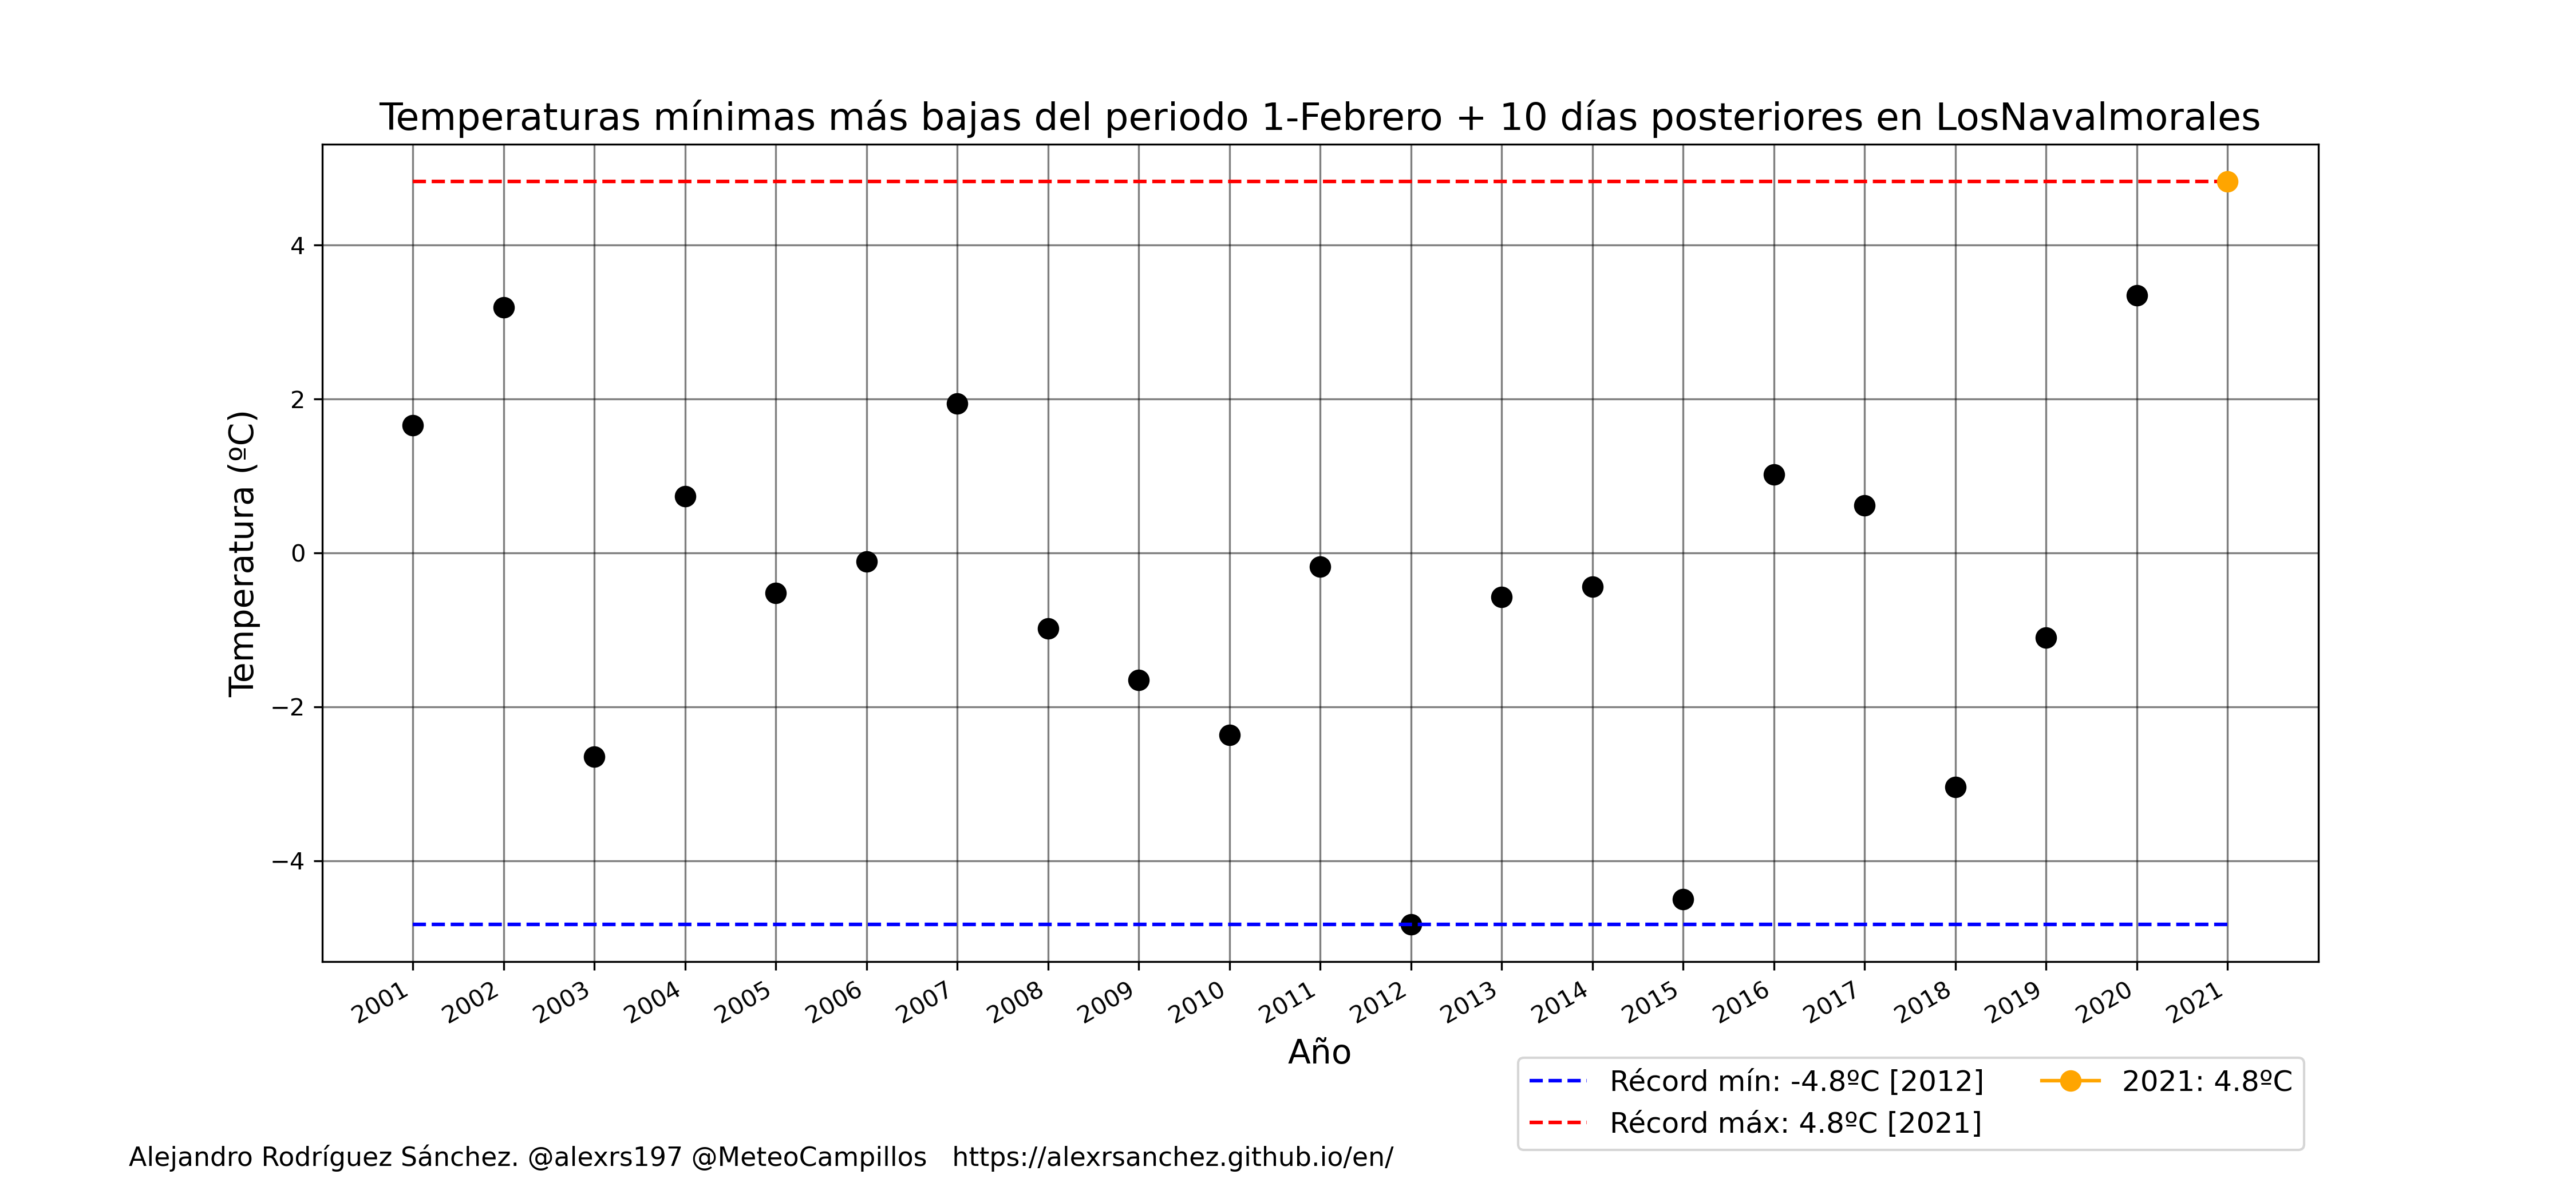 Temperaturas mínimas más bajas del periodo 1-Febrero + 10 días posteriores en LosNavalmorales
Temperatura (ºC)
4
2
0
−2
−4
2001 2002 2003 2004 2005 2006 2007 2008 2009 2010 2011 2012 2013 2014 2015 2016 2017 2018 2019 2020 2021
Año
Récord mín: -4.8ºC [2012]
Récord máx: 4.8ºC [2021]
2021: 4.8ºC
Alejandro Rodríguez Sánchez. @alexrs197 @MeteoCampillos https://alexrsanchez.github.io/en/